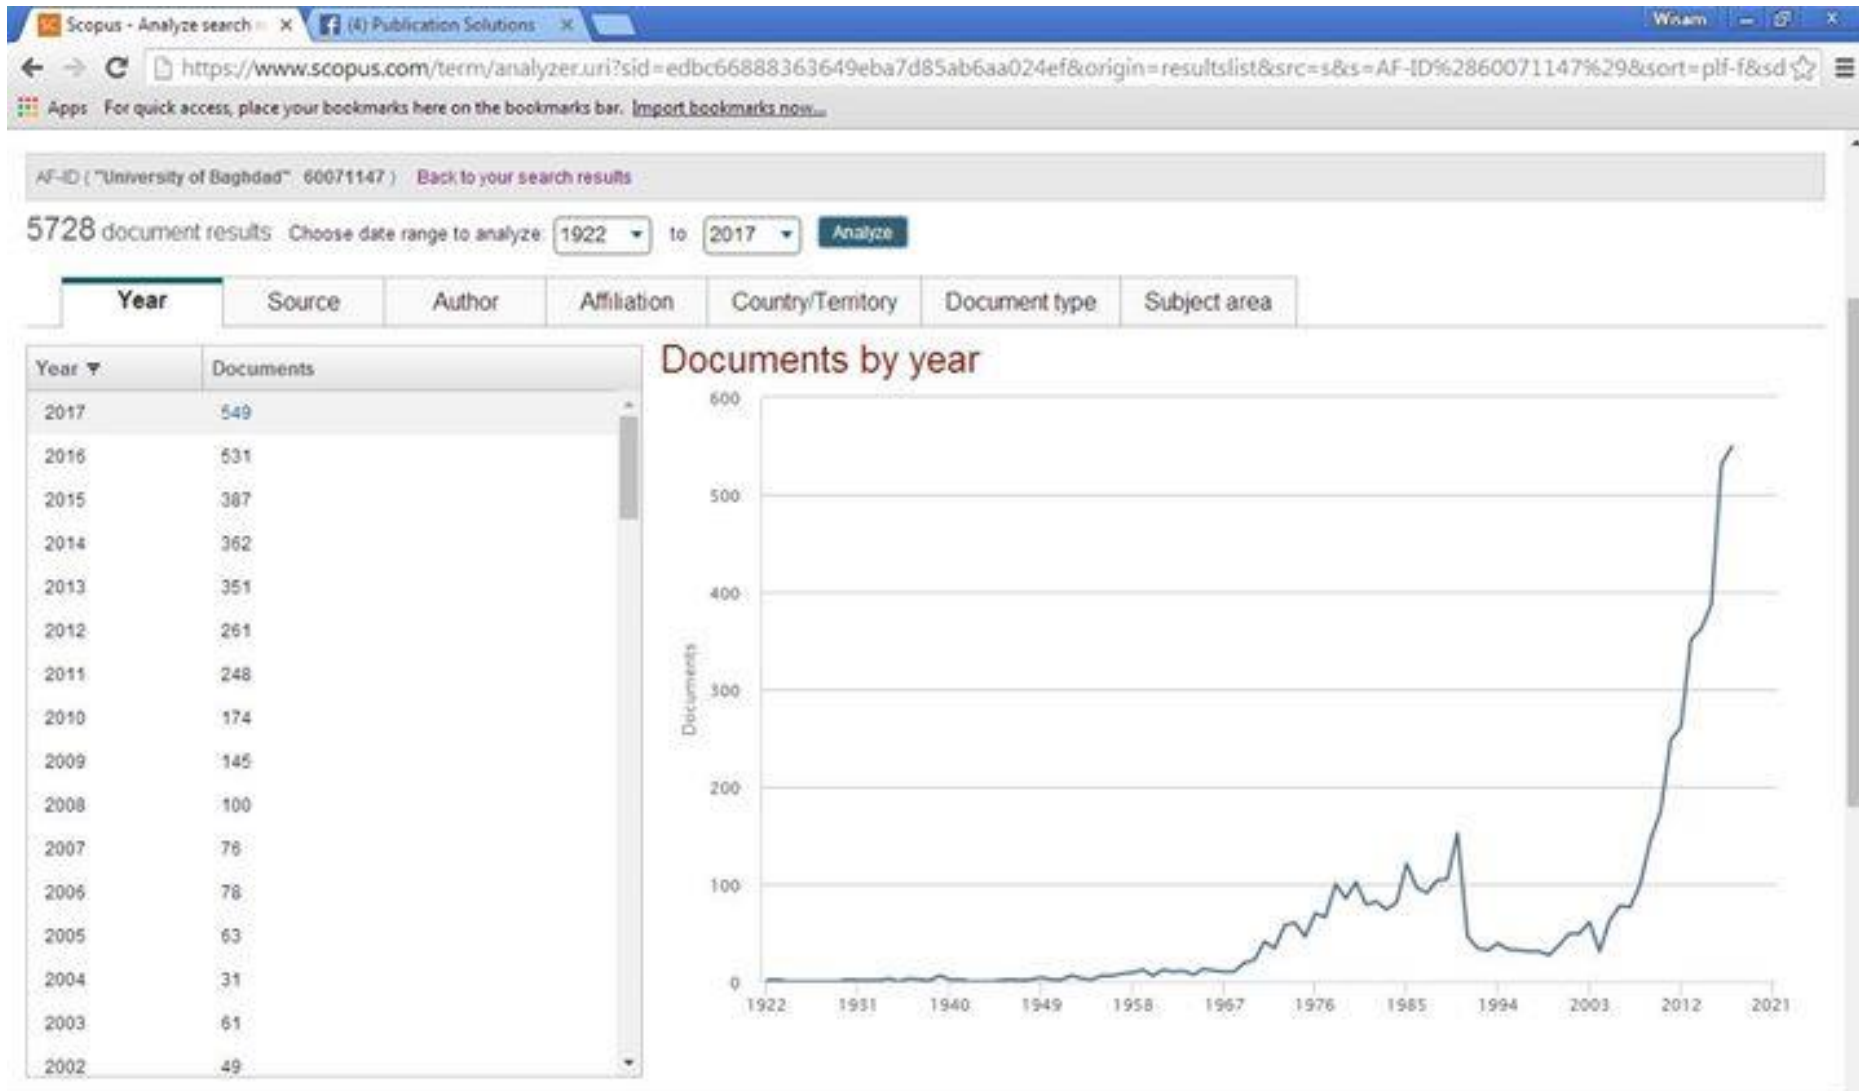 Scopus - Analyze search
(4) Publication Solutions
Wisam
https://www.scopus.com/term/analyzer.uri?sid=edbc66888363649eba7d85ab6aa024ef&origin=resultslist&src=s&s=AF-ID%2860071147%29&sort=plf-f&sd
Apps For quick access, place your bookmarks here on the bookmarks bar. Import bookmarks now...
AF-ID ( "University of Baghdad" 60071147 ) Back to your search results
5728 document results Choose date range to analyze: 1922 to 2017 Analyze
Year Source Author Affiliation Country/Territory Document type Subject area
Year Documents
2017 549
2016 531
2015 387
2014 362
2013 351
2012 261
2011 248
2010 174
2009 145
2008 100
2007 76
2006 78
2005 63
2004 31
2003 61
2002 49
Documents by year
600
500
400
300
200
100
0
Documents
1922 1931 1940 1949 1958 1967 1976 1985 1994 2003 2012 2021